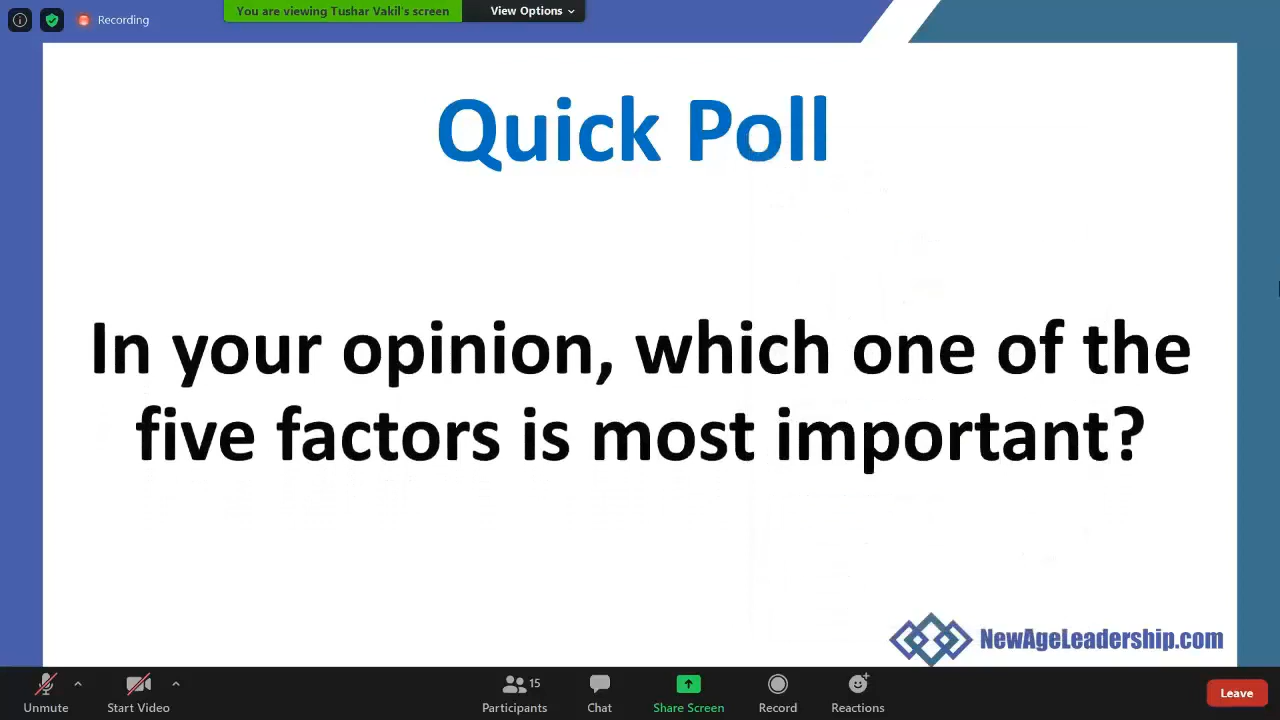 Recording
You are viewing Tushar Vakil's screen
View Options
Quick Poll
In your opinion, which one of the
five factors is most important?
NewAgeLeadership.com
Unmute
Start Video
15
Participants
Chat
Share Screen
Record
Reactions
Leave